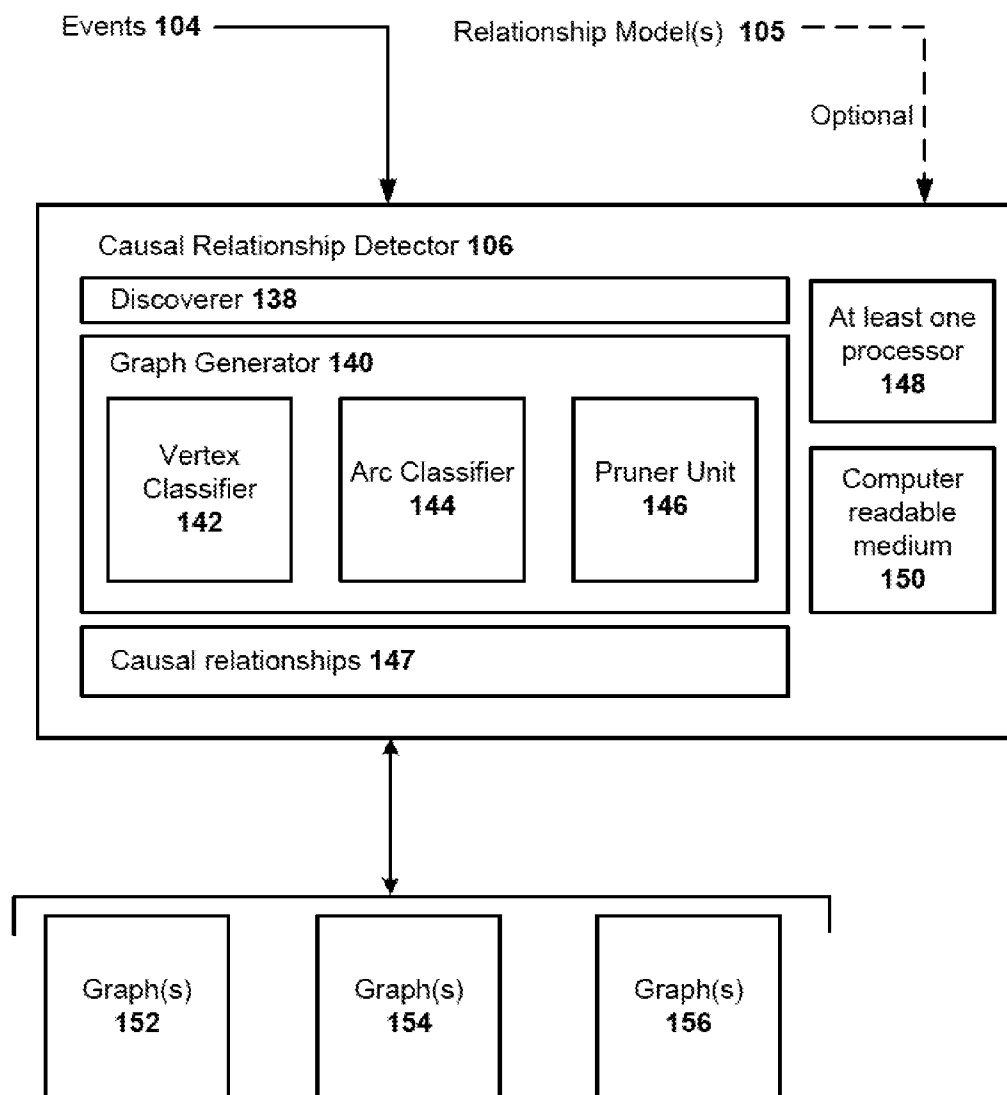 Events 104
Relationship Model(s) 105
Optional
Causal Relationship Detector 106
Discoverer 138
Graph Generator 140
Vertex
Classifier
142
Arc Classifier
144
Pruner Unit
146
Causal relationships 147
At least one
processor
148
Computer
readable
medium
150
Graph(s)
152
Graph(s)
154
Graph(s)
156